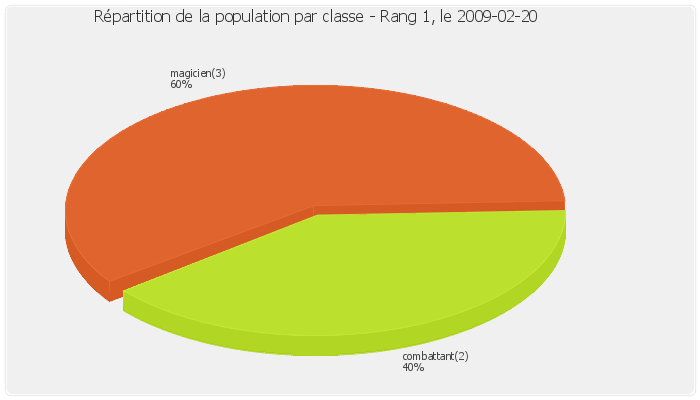 Répartition de la population par classe - Rang 1, le 2009-02-20
magicien(3)
60%
combattant(2)
40%